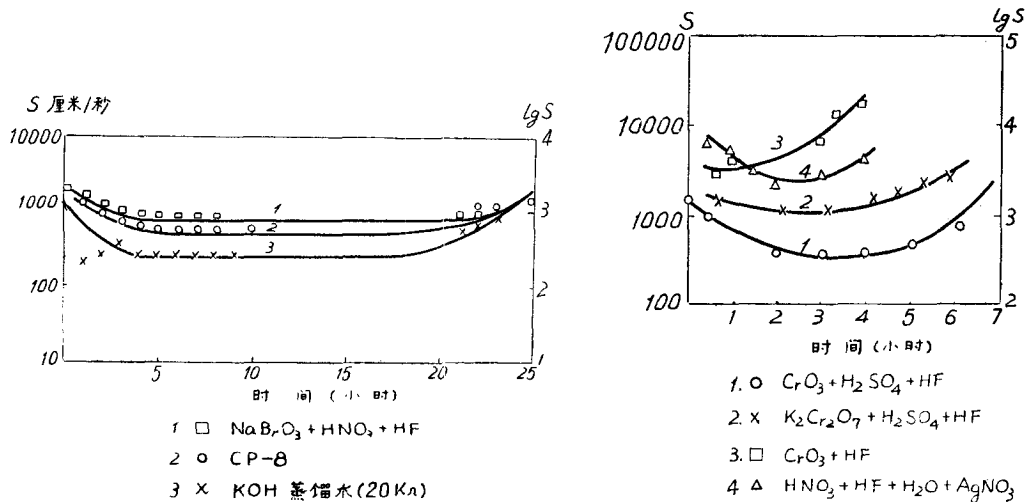 S 厘米/秒
lgS
10000
1000
100
10
4
3
2
1
1
2
3
0
5
10
15
20
25
时 间 (小时)
1 □ NaBrO₃+HNO₃+HF
2 ○ CP-8
3 × KOH 蒸馏水(20KΩ)
S
lgS
100000
10000
1000
100
5
4
3
2
3
4
2
1
1
2
3
4
5
6
7
时 间 (小时)
1. ○ CrO₃+H₂SO₄+HF
2. × K₂Cr₂O₇+H₂SO₄+HF
3. □ CrO₃+HF
4 △ HNO₃+HF+H₂O+AgNO₃